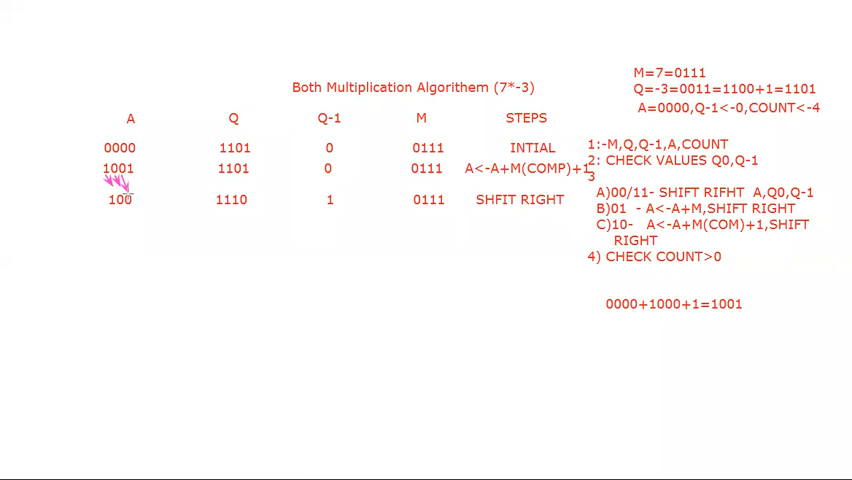 Both Multiplication Algorithem (7*-3)
A Q Q-1 M STEPS
0000 1101 0 0111 INTIAL
1001 1101 0 0111 A<-A+M(COMP)+1
100 1110 1 0111 SHFIT RIGHT
M=7=0111
Q=-3=0011=1100+1=1101
A=0000,Q-1<-0,COUNT<-4
1:-M,Q,Q-1,A,COUNT
2: CHECK VALUES Q0,Q-1
3
A)00/11- SHIFT RIFHT A,Q0,Q-1
B)01 - A<-A+M,SHIFT RIGHT
C)10- A<-A+M(COM)+1,SHIFT
RIGHT
4) CHECK COUNT>0
0000+1000+1=1001